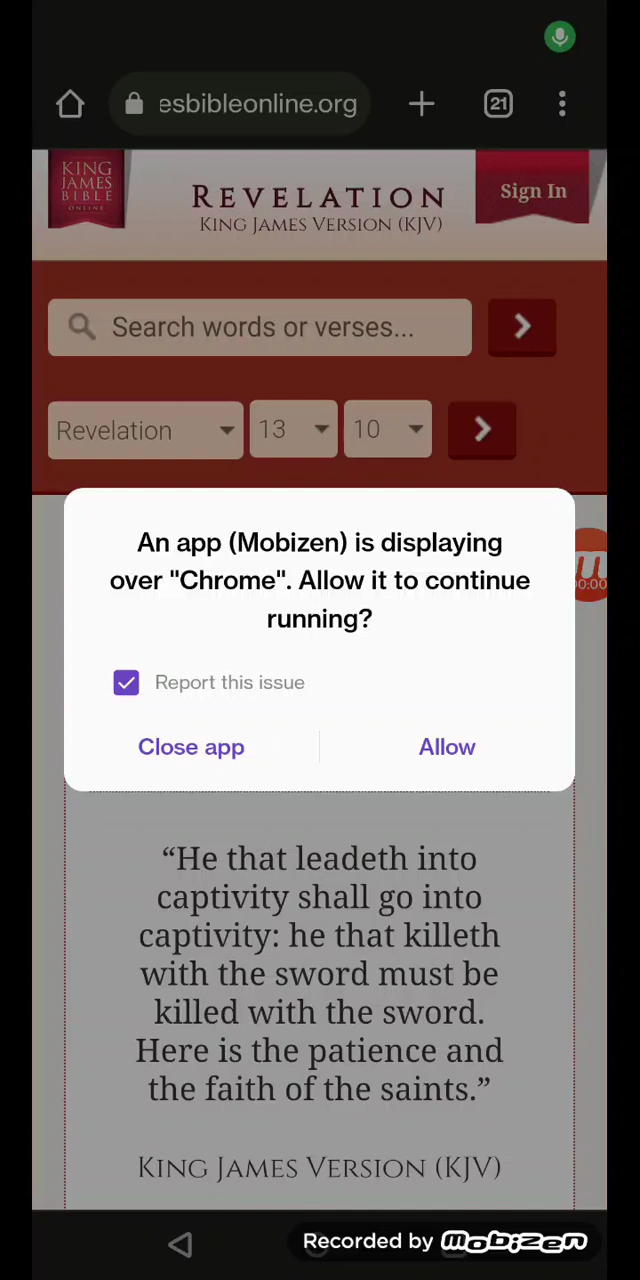 esbibleonline.org
21
KING
JAMES
BIBLE
ONLINE
REVELATION
KING JAMES VERSION (KJV)
Sign In
Search words or verses...
Revelation 13 10
An app (Mobizen) is displaying
over "Chrome". Allow it to continue
running?
00:00
Report this issue
Close app
Allow
“He that leadeth into
captivity shall go into
captivity: he that killeth
with the sword must be
killed with the sword.
Here is the patience and
the faith of the saints.”
KING JAMES VERSION (KJV)
Recorded by mobizen